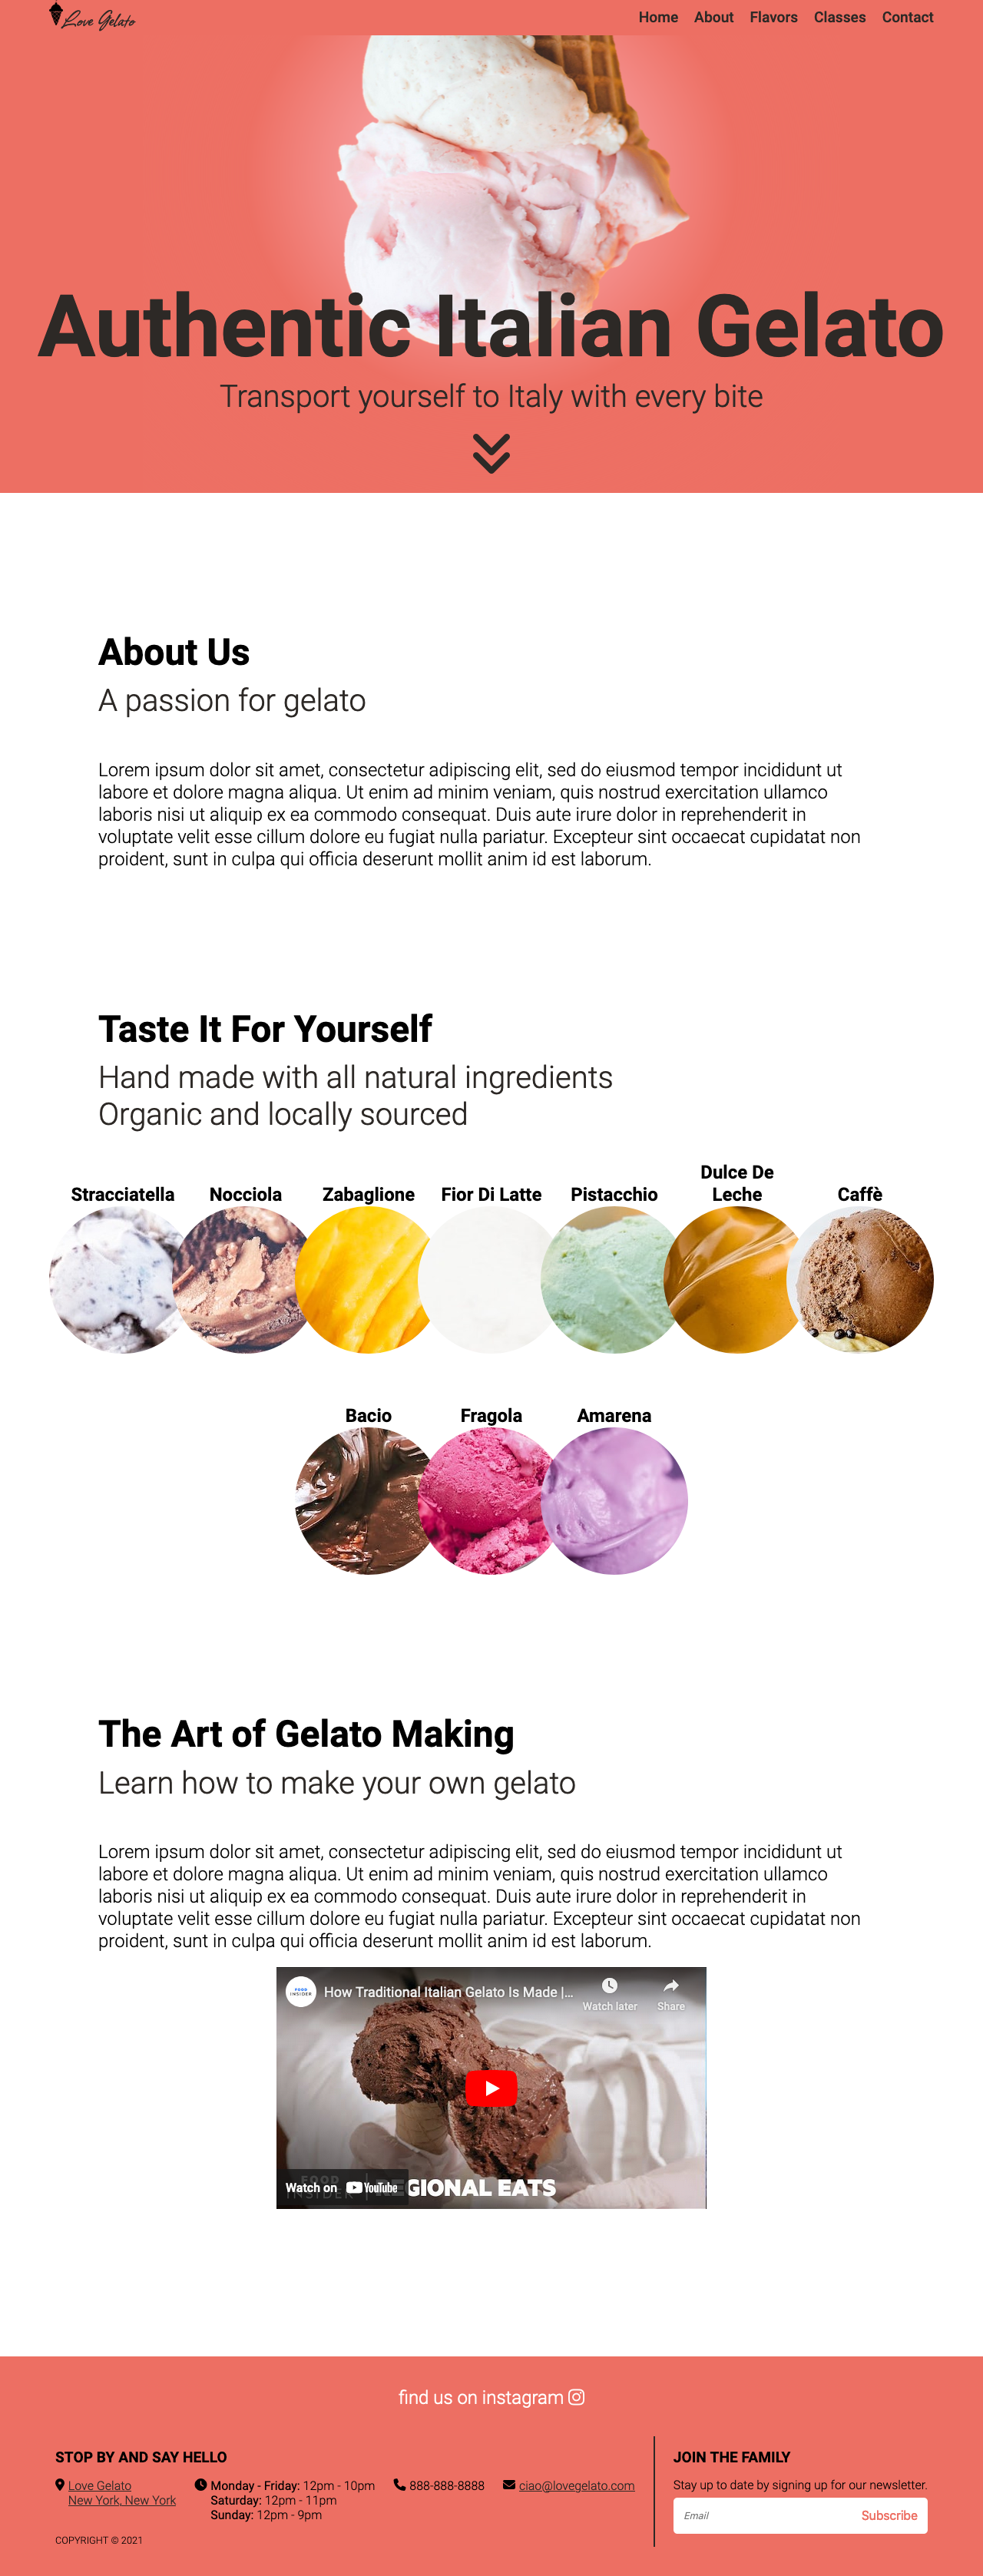 Love Gelato
Home About Flavors Classes Contact
Authentic Italian Gelato
Transport yourself to Italy with every bite
About Us
A passion for gelato
Lorem ipsum dolor sit amet, consectetur adipiscing elit, sed do eiusmod tempor incididunt ut
labore et dolore magna aliqua. Ut enim ad minim veniam, quis nostrud exercitation ullamco
laboris nisi ut aliquip ex ea commodo consequat. Duis aute irure dolor in reprehenderit in
voluptate velit esse cillum dolore eu fugiat nulla pariatur. Excepteur sint occaecat cupidatat non
proident, sunt in culpa qui officia deserunt mollit anim id est laborum.
Taste It For Yourself
Hand made with all natural ingredients
Organic and locally sourced
Stracciatella
Nocciola
Zabaglione
Fior Di Latte
Pistacchio
Dulce De
Leche
Caffè
Bacio
Fragola
Amarena
The Art of Gelato Making
Learn how to make your own gelato
Lorem ipsum dolor sit amet, consectetur adipiscing elit, sed do eiusmod tempor incididunt ut
labore et dolore magna aliqua. Ut enim ad minim veniam, quis nostrud exercitation ullamco
laboris nisi ut aliquip ex ea commodo consequat. Duis aute irure dolor in reprehenderit in
voluptate velit esse cillum dolore eu fugiat nulla pariatur. Excepteur sint occaecat cupidatat non
proident, sunt in culpa qui officia deserunt mollit anim id est laborum.
FOOD
INSIDER
How Traditional Italian Gelato Is Made |...
Watch later
Share
FOOD
INSIDER
REGIONAL EATS
Watch on YouTube
find us on instagram
STOP BY AND SAY HELLO
Love Gelato
New York, New York
Monday - Friday: 12pm - 10pm
Saturday: 12pm - 11pm
Sunday: 12pm - 9pm
888-888-8888
ciao@lovegelato.com
COPYRIGHT © 2021
JOIN THE FAMILY
Stay up to date by signing up for our newsletter.
Email
Subscribe